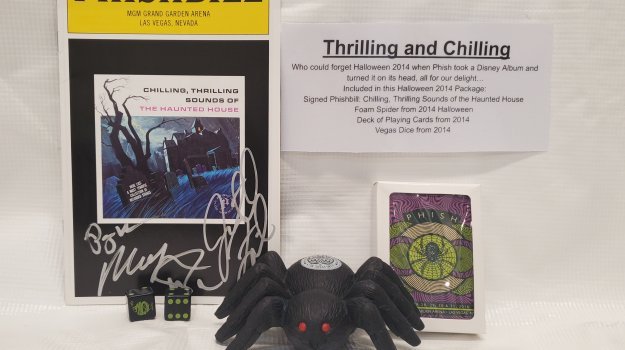 PHISHBILL
MGM GRAND GARDEN ARENA
LAS VEGAS, NEVADA
CHILLING, THRILLING
SOUNDS OF
THE HAUNTED HOUSE
Thrilling and Chilling
Who could forget Halloween 2014 when Phish took a Disney Album and
turned it on its head, all for our delight...
Included in this Halloween 2014 Package:
Signed Phishbill: Chilling, Thrilling Sounds of the Haunted House
Foam Spider from 2014 Halloween
Deck of Playing Cards from 2014
Vegas Dice from 2014
PHISH